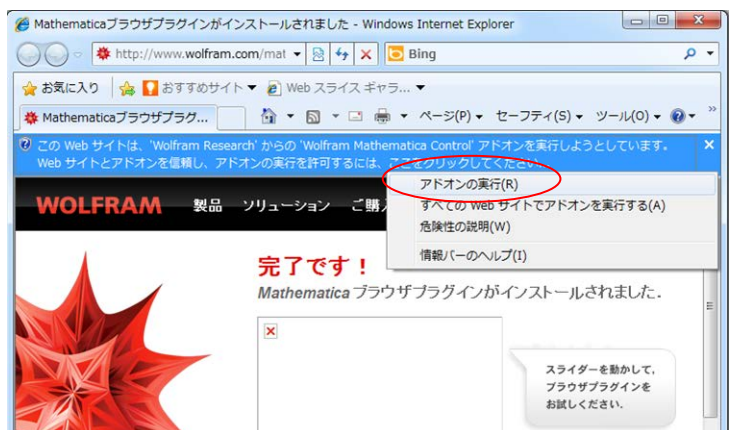 Mathematicaブラウザプラグインがインストールされました - Windows Internet Explorer
http://www.wolfram.com/mat
Bing
お気に入り おすすめサイト Web スライス ギャラ...
Mathematicaブラウザプラグ...
ページ(P) セーフティ(S) ツール(O)
この Web サイトは、'Wolfram Research' からの 'Wolfram Mathematica Control' アドオンを実行しようとしています。
Web サイトとアドオンを信頼し、アドオンの実行を許可するには、ここをクリックしてください...
アドオンの実行(R)
すべての Web サイトでアドオンを実行する(A)
危険性の説明(W)
情報バーのヘルプ(I)
WOLFRAM 製品 ソリューション ご購入
完了です！
Mathematica ブラウザプラグインがインストールされました．
スライダーを動かして，
ブラウザプラグインを
お試しください．